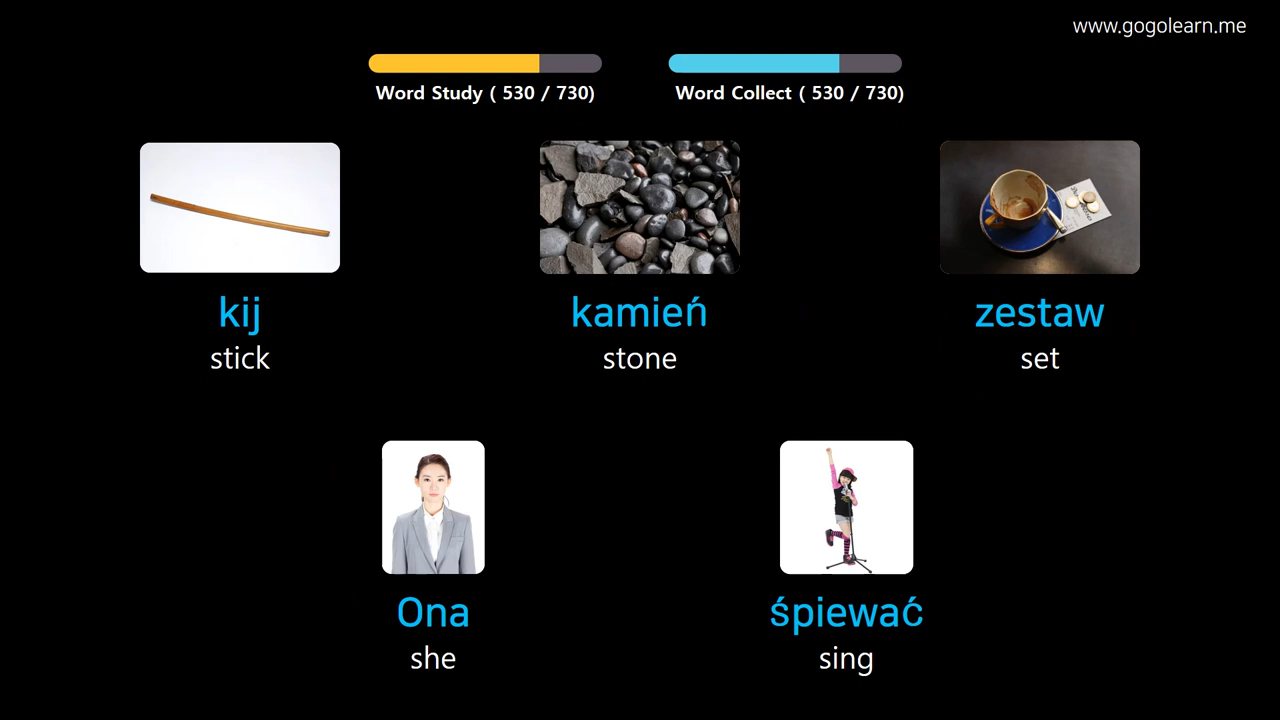 www.gogolearn.me
Word Study ( 530 / 730)
Word Collect ( 530 / 730)
kij
stick
kamień
stone
zestaw
set
Ona
she
śpiewać
sing